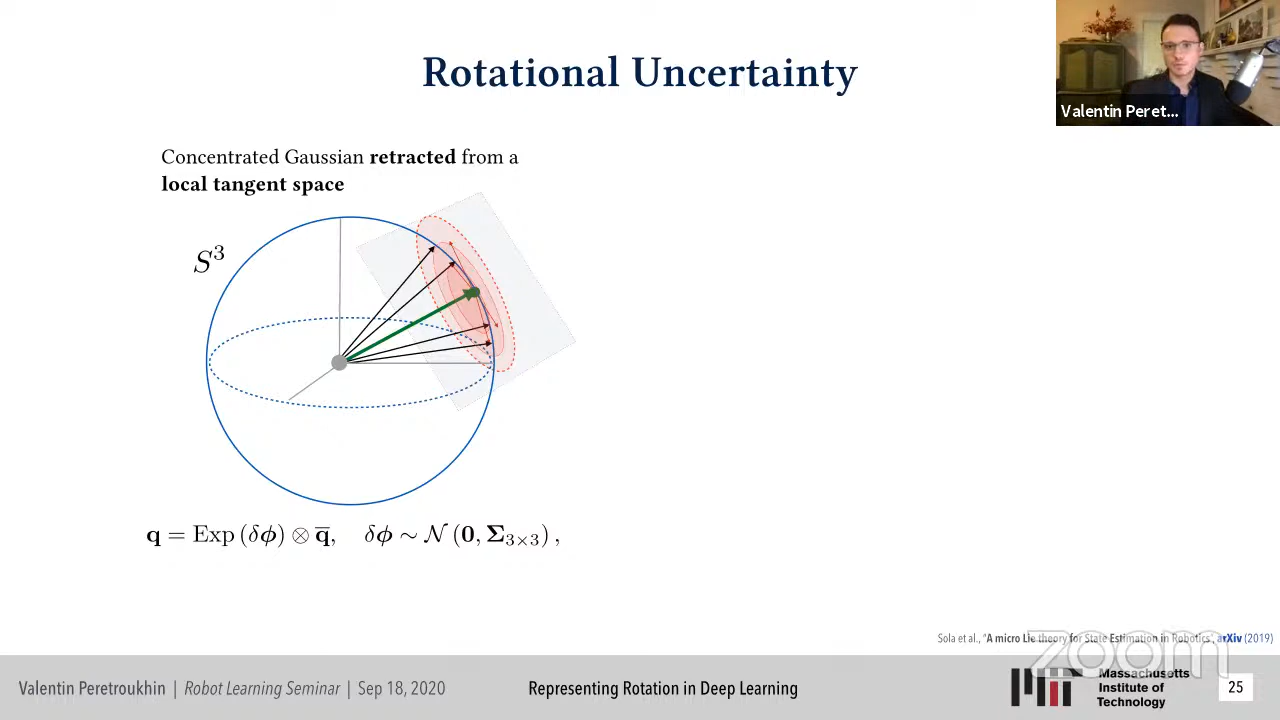 Rotational Uncertainty
Valentin Peret...
Concentrated Gaussian retracted from a
local tangent space
S³
q = Exp (δϕ) ⊗ q̅, δϕ ∼ 𝒩 (0, Σ₃ₓ₃) ,
Sola et al., "A micro Lie theory for State Estimation in Robotics", arXiv (2019)
zoom
Valentin Peretroukhin | Robot Learning Seminar | Sep 18, 2020
Representing Rotation in Deep Learning
Massachusetts
Institute of
Technology
25